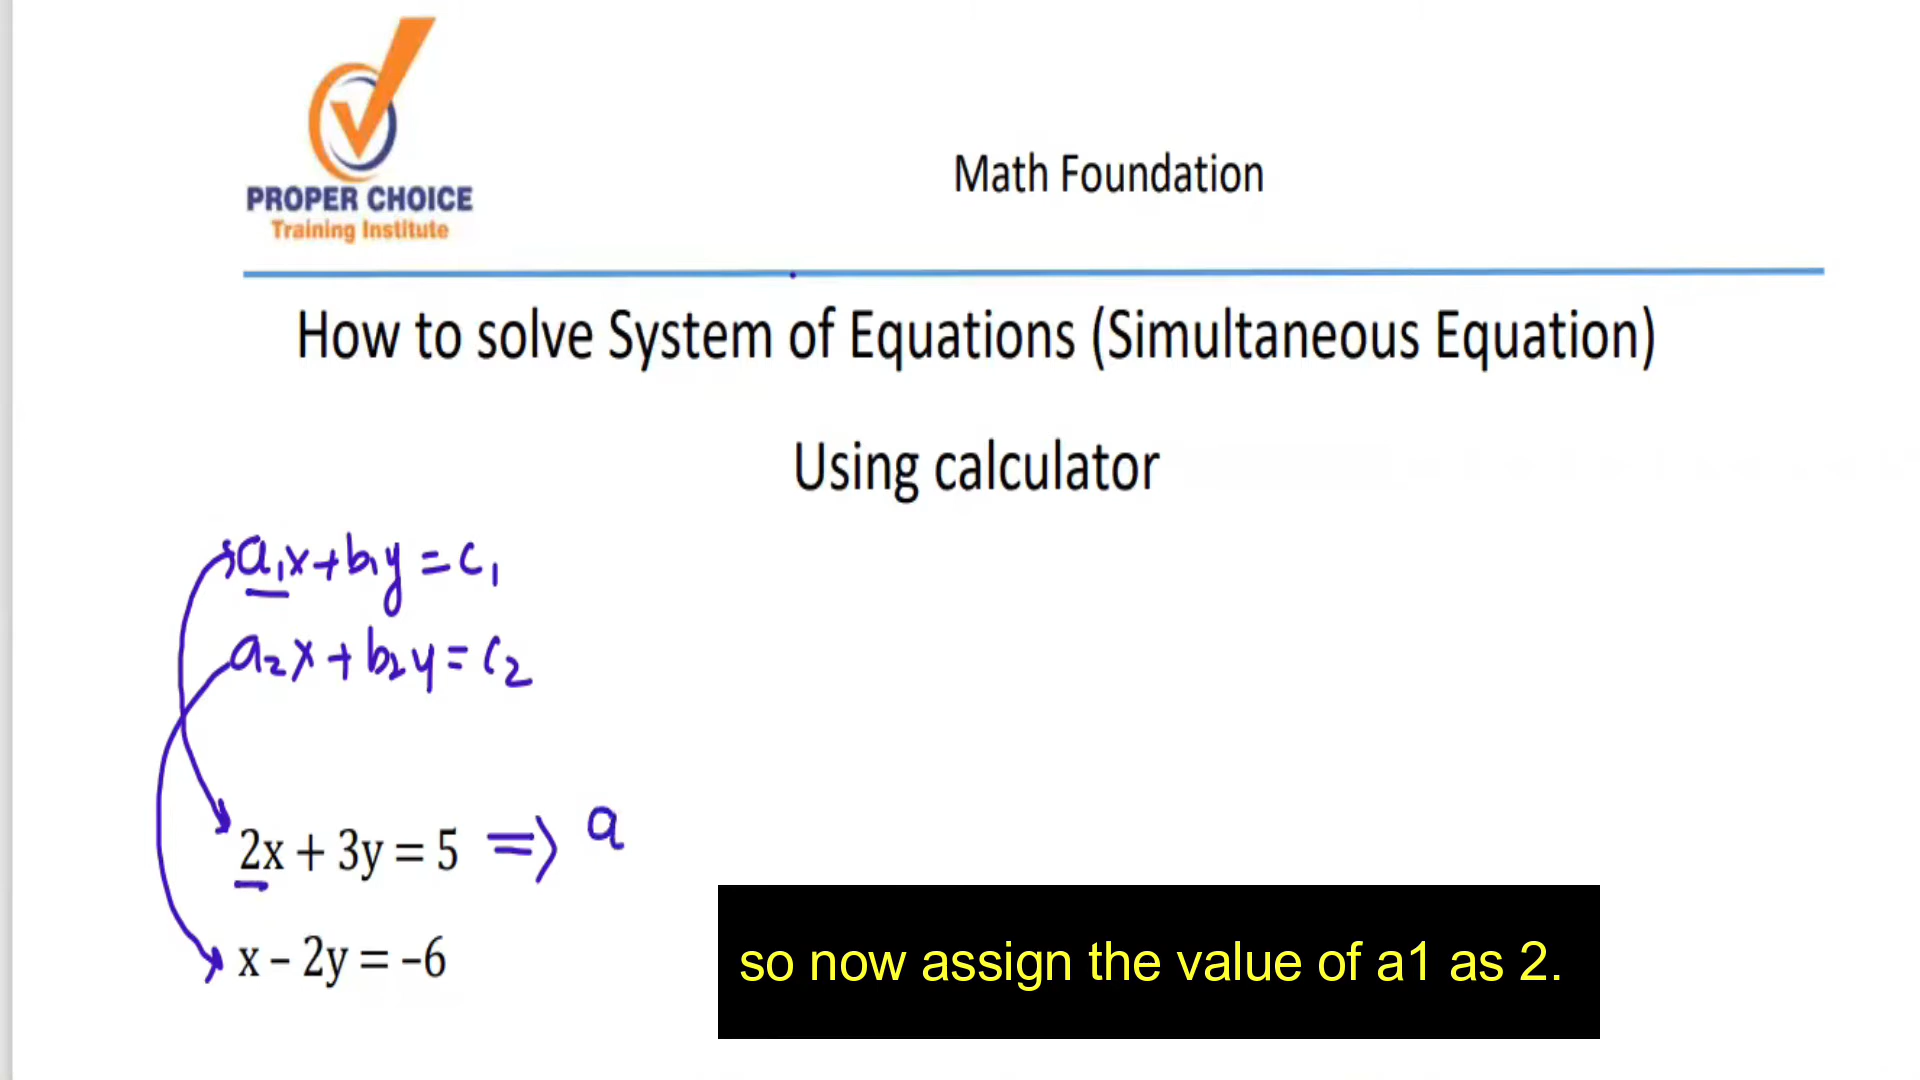 PROPER CHOICE
Training Institute
Math Foundation
How to solve System of Equations (Simultaneous Equation)
Using calculator
a₁x+b₁y=c₁
a₂x+b₂y=c₂
2x + 3y = 5 => a
x – 2y = –6
so now assign the value of a1 as 2.